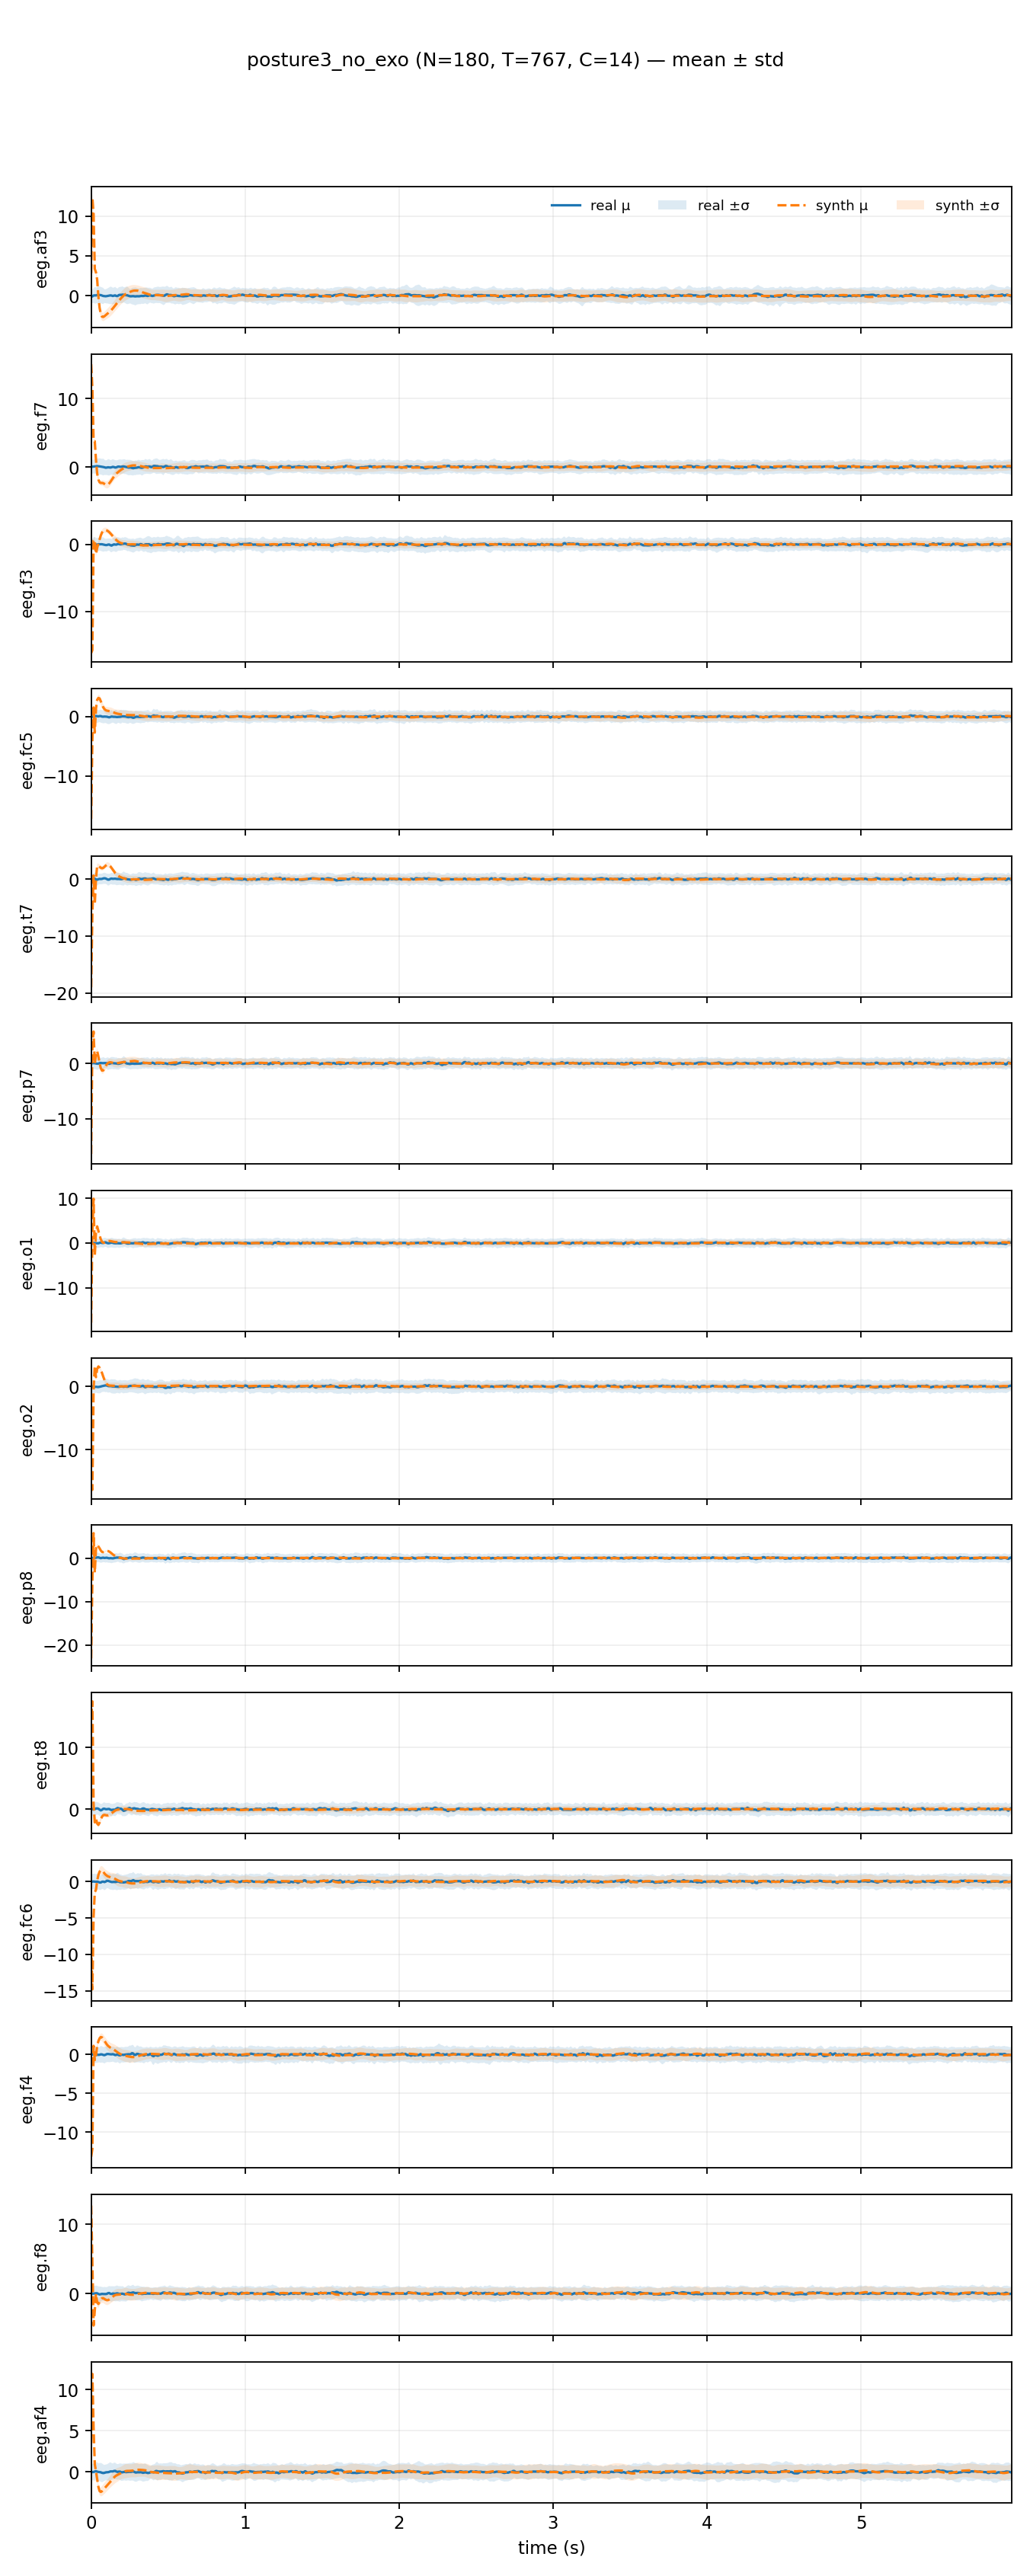 posture3_no_exo (N=180, T=767, C=14) — mean ± std
real μ real ±σ synth μ synth ±σ
eeg.af3
10
5
0
eeg.f7
10
0
eeg.f3
0
−10
eeg.fc5
0
−10
eeg.t7
0
−10
−20
eeg.p7
0
−10
eeg.o1
10
0
−10
eeg.o2
0
−10
eeg.p8
0
−10
−20
eeg.t8
10
0
eeg.fc6
0
−5
−10
−15
eeg.f4
0
−5
−10
eeg.f8
10
0
eeg.af4
10
5
0
0 1 2 3 4 5
time (s)